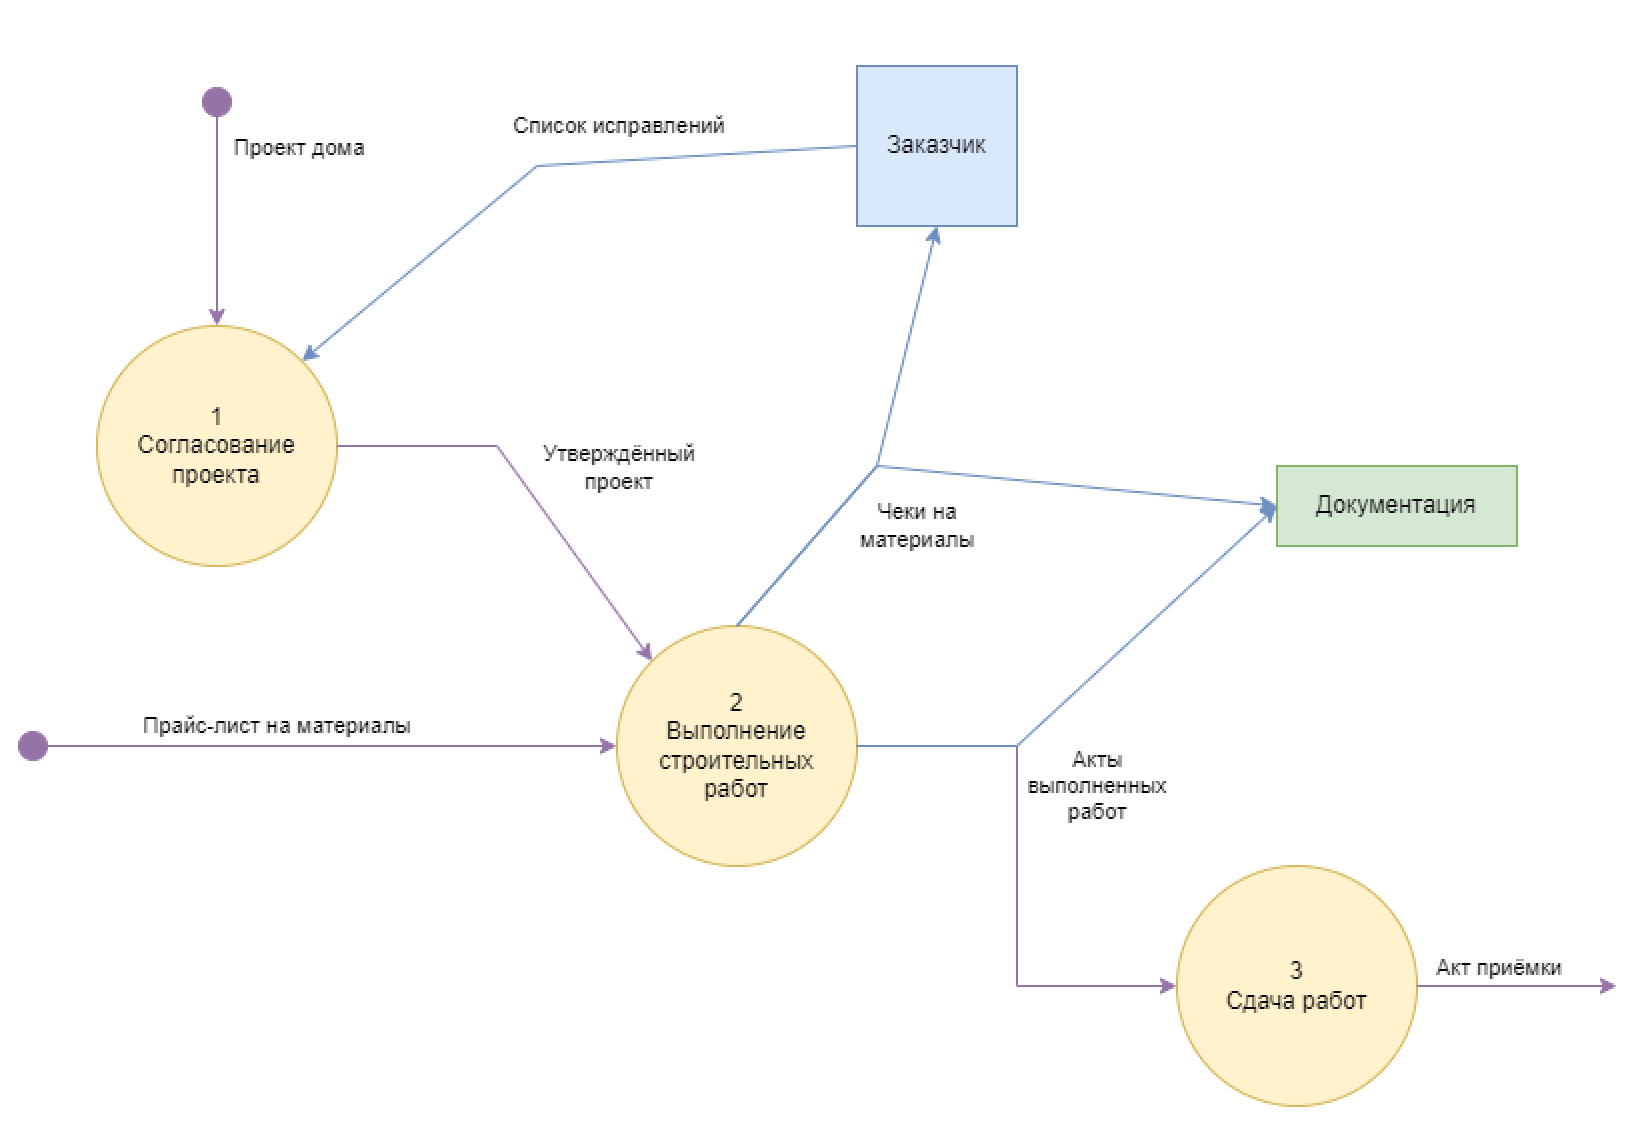 Заказчик
Список исправлений
Проект дома
1
Согласование
проекта
Утверждённый
проект
Чеки на
материалы
Документация
Прайс-лист на материалы
2
Выполнение
строительных
работ
Акты
выполненных
работ
3
Сдача работ
Акт приёмки